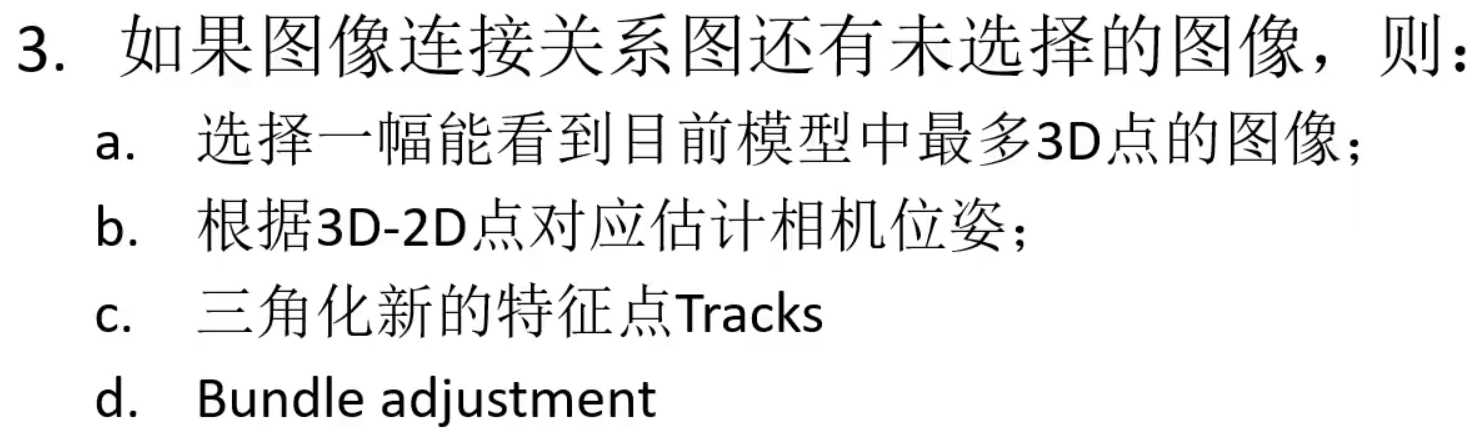 3. 如果图像连接关系图还有未选择的图像，则：
a. 选择一幅能看到目前模型中最多3D点的图像；
b. 根据3D-2D点对应估计相机位姿；
c. 三角化新的特征点Tracks
d. Bundle adjustment